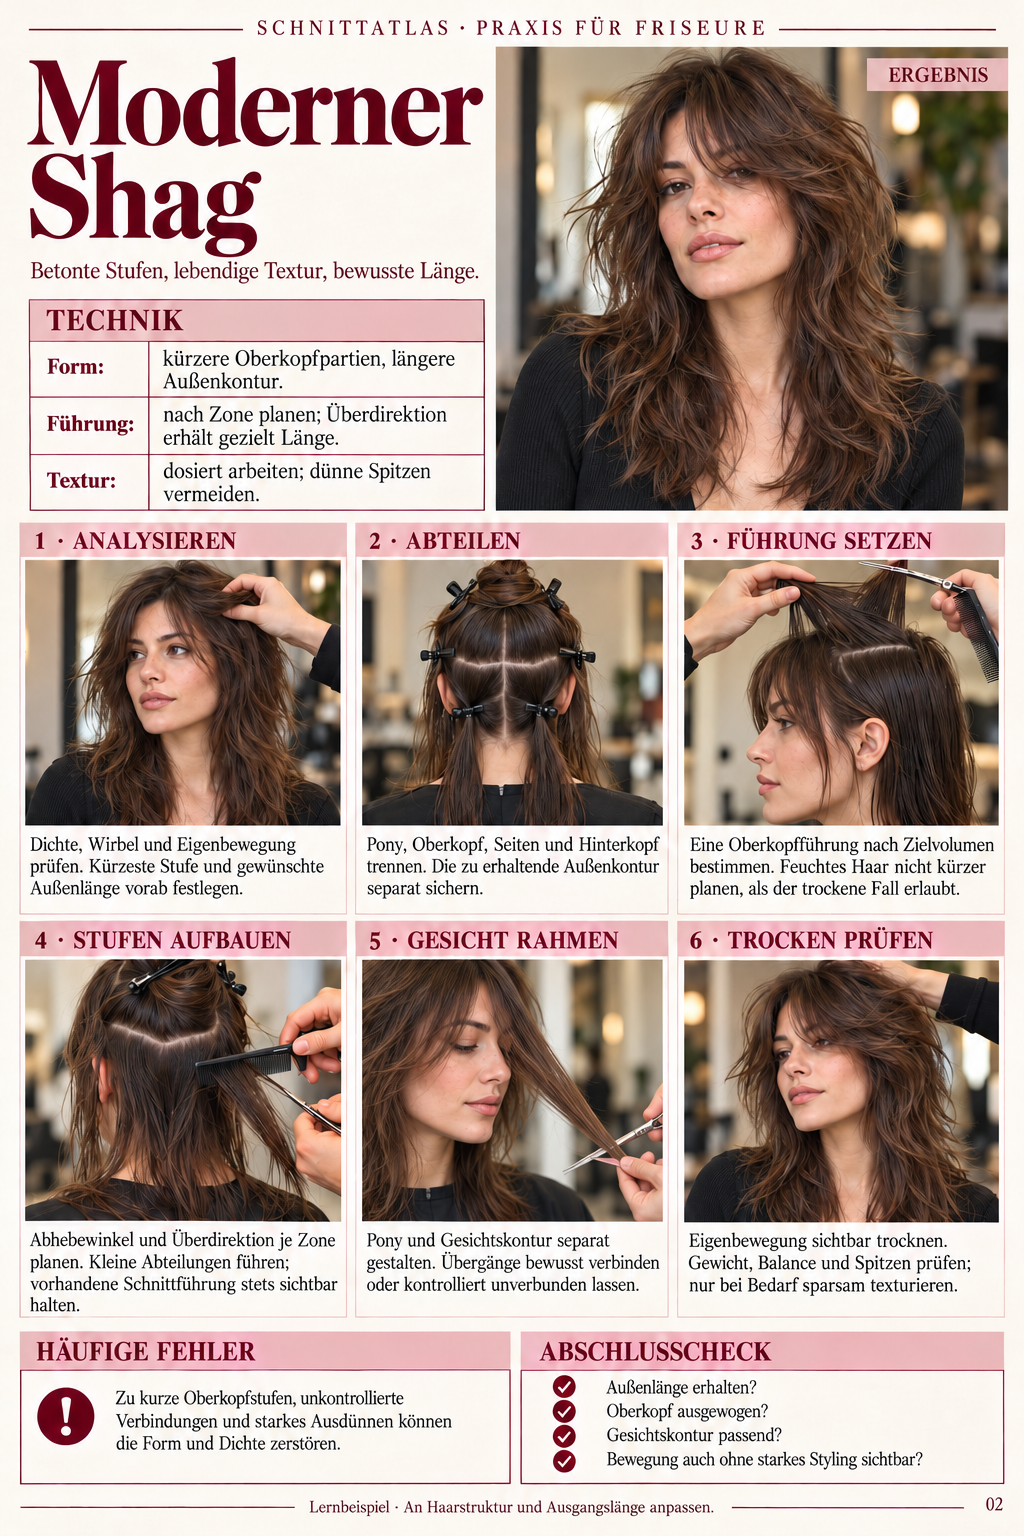 SCHNITTATLAS · PRAXIS FÜR FRISEURE
Moderner
Shag
Betonte Stufen, lebendige Textur, bewusste Länge.
ERGEBNIS
TECHNIK
Form:
kürzere Oberkopfpartien, längere
Außenkontur.
Führung:
nach Zone planen; Überdirektion
erhält gezielt Länge.
Textur:
dosiert arbeiten; dünne Spitzen
vermeiden.
1 · ANALYSIEREN
Dichte, Wirbel und Eigenbewegung
prüfen. Kürzeste Stufe und gewünschte
Außenlänge vorab festlegen.
2 · ABTEILEN
Pony, Oberkopf, Seiten und Hinterkopf
trennen. Die zu erhaltende Außenkontur
separat sichern.
3 · FÜHRUNG SETZEN
Eine Oberkopfführung nach Zielvolumen
bestimmen. Feuchtes Haar nicht kürzer
planen, als der trockene Fall erlaubt.
4 · STUFEN AUFBAUEN
Abhebewinkel und Überdirektion je Zone
planen. Kleine Abteilungen führen;
vorhandene Schnittführung stets sichtbar
halten.
5 · GESICHT RAHMEN
Pony und Gesichtskontur separat
gestalten. Übergänge bewusst verbinden
oder kontrolliert unverbunden lassen.
6 · TROCKEN PRÜFEN
Eigenbewegung sichtbar trocknen.
Gewicht, Balance und Spitzen prüfen;
nur bei Bedarf sparsam texturieren.
HÄUFIGE FEHLER
Zu kurze Oberkopfstufen, unkontrollierte
Verbindungen und starkes Ausdünnen können
die Form und Dichte zerstören.
ABSCHLUSSCHECK
Außenlänge erhalten?
Oberkopf ausgewogen?
Gesichtskontur passend?
Bewegung auch ohne starkes Styling sichtbar?
Lernbeispiel · An Haarstruktur und Ausgangslänge anpassen.
02